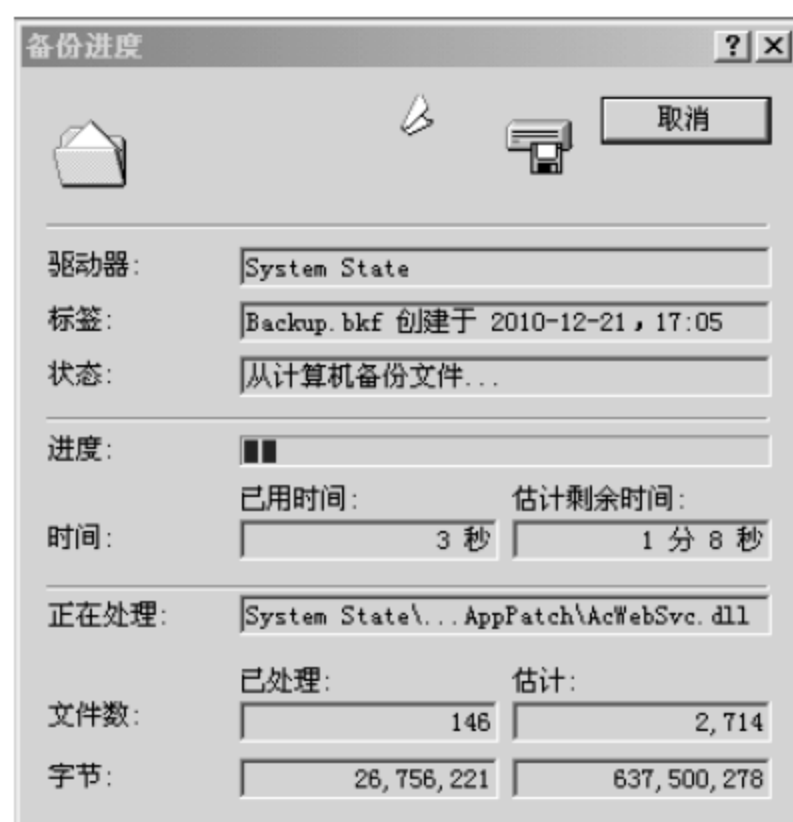 备份进度
取消
驱动器: System State
标签: Backup.bkf 创建于 2010-12-21，17:05
状态: 从计算机备份文件...
进度:
已用时间: 估计剩余时间:
时间: 3 秒 1 分 8 秒
正在处理: System State\...AppPatch\AcWebSvc.dll
已处理: 估计:
文件数: 146 2,714
字节: 26,756,221 637,500,278